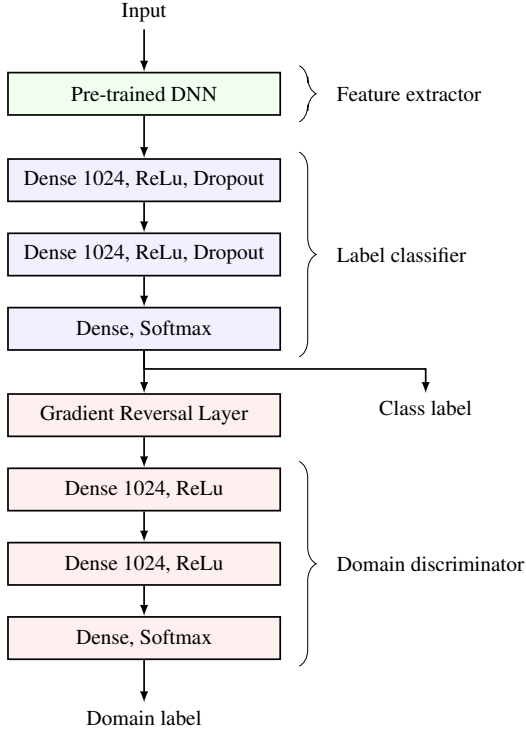 Input
Pre-trained DNN
Feature extractor
Dense 1024, ReLu, Dropout
Dense 1024, ReLu, Dropout
Label classifier
Dense, Softmax
Class label
Gradient Reversal Layer
Dense 1024, ReLu
Dense 1024, ReLu
Domain discriminator
Dense, Softmax
Domain label